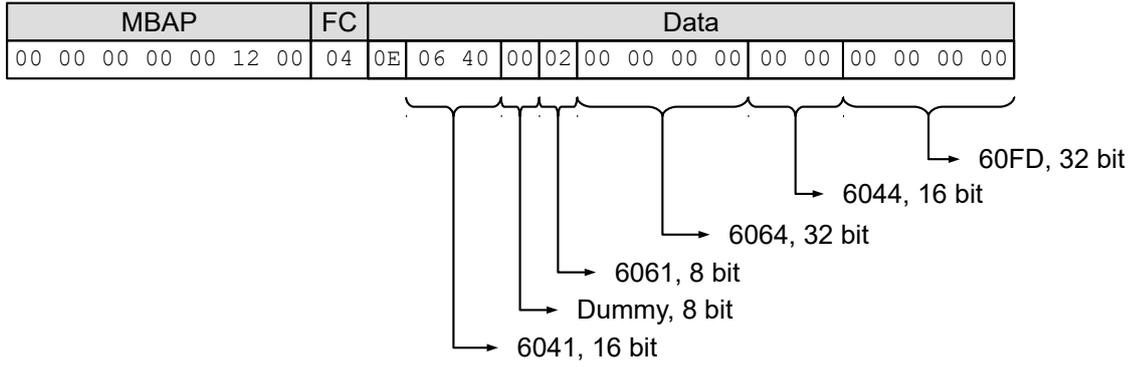 MBAP FC Data
00 00 00 00 00 12 00 04 0E 06 40 00 02 00 00 00 00 00 00 00 00 00 00
60FD, 32 bit
6044, 16 bit
6064, 32 bit
6061, 8 bit
Dummy, 8 bit
6041, 16 bit